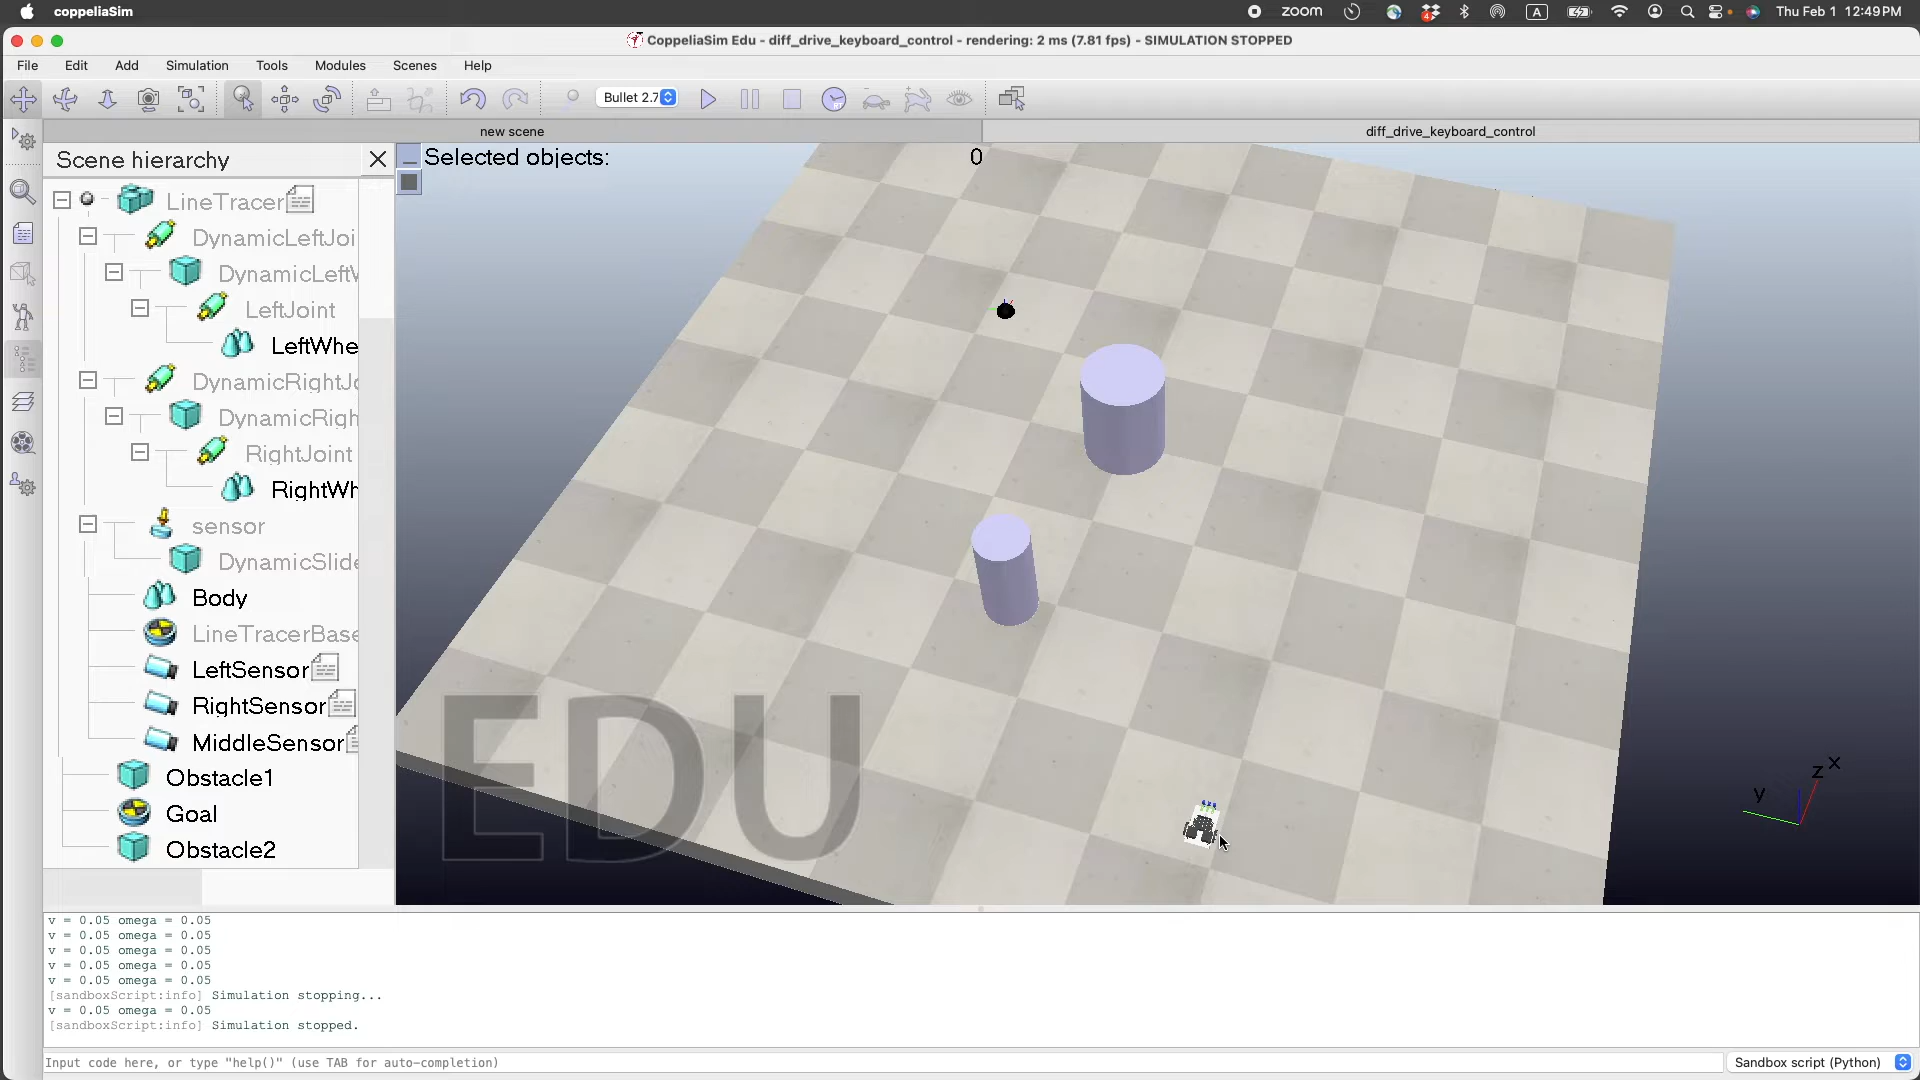 coppeliaSim
zoom
4
A
Thu Feb 1 12:49 PM
CoppeliaSim Edu - diff_drive_keyboard_control - rendering: 2 ms (7.81 fps) - SIMULATION STOPPED
File Edit Add Simulation Tools Modules Scenes Help
Bullet 2.7
new scene
diff_drive_keyboard_control
Scene hierarchy
Selected objects: 0
LineTracer
DynamicLeftJoi
DynamicLeftW
LeftJoint
LeftWhe
DynamicRightJo
DynamicRigh
RightJoint
RightWh
sensor
DynamicSlide
Body
LineTracerBase
LeftSensor
RightSensor
MiddleSensor
Obstacle1
Goal
Obstacle2
EDU
x
z
y
v = 0.05 omega = 0.05
v = 0.05 omega = 0.05
v = 0.05 omega = 0.05
v = 0.05 omega = 0.05
v = 0.05 omega = 0.05
[sandboxScript:info] Simulation stopping...
v = 0.05 omega = 0.05
[sandboxScript:info] Simulation stopped.
Input code here, or type "help()" (use TAB for auto-completion)
Sandbox script (Python)